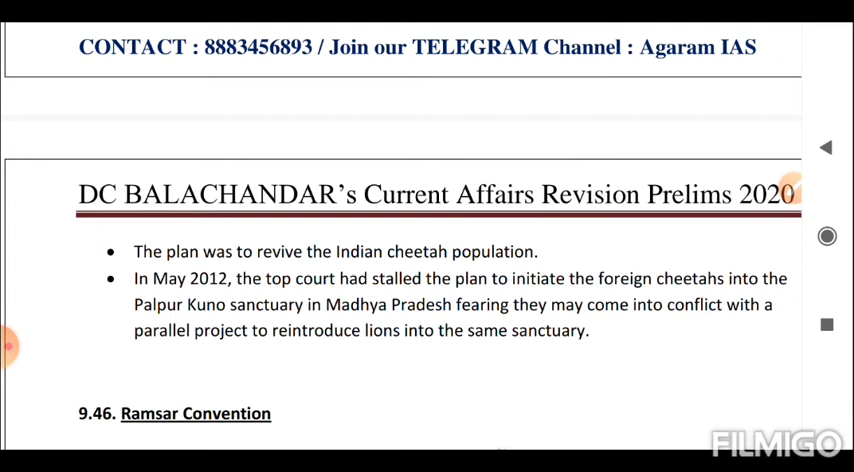 CONTACT : 8883456893 / Join our TELEGRAM Channel : Agaram IAS
DC BALACHANDAR's Current Affairs Revision Prelims 2020
• The plan was to revive the Indian cheetah population.
• In May 2012, the top court had stalled the plan to initiate the foreign cheetahs into the
Palpur Kuno sanctuary in Madhya Pradesh fearing they may come into conflict with a
parallel project to reintroduce lions into the same sanctuary.
9.46. Ramsar Convention
FILMIGO